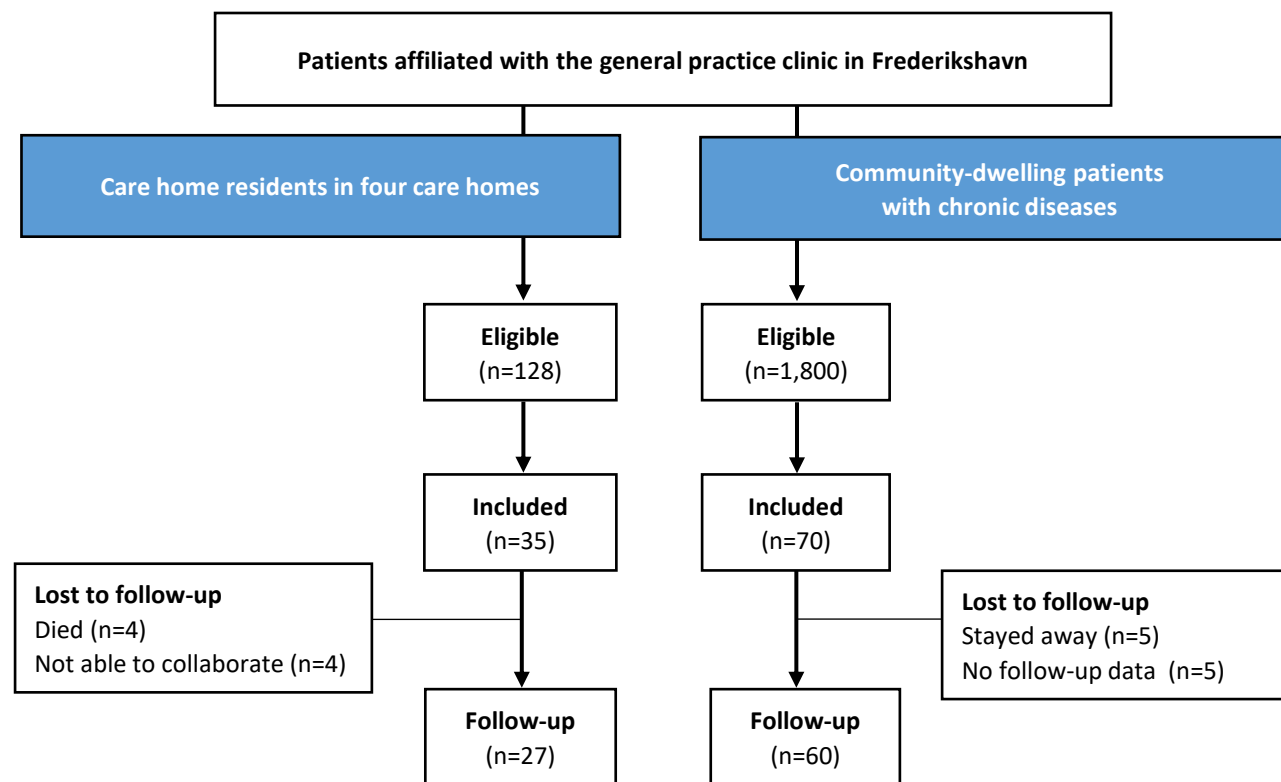 Patients affiliated with the general practice clinic in Frederikshavn
Care home residents in four care homes
Community-dwelling patients
with chronic diseases
Eligible
(n=128)
Eligible
(n=1,800)
Included
(n=35)
Included
(n=70)
Lost to follow-up
Died (n=4)
Not able to collaborate (n=4)
Lost to follow-up
Stayed away (n=5)
No follow-up data (n=5)
Follow-up
(n=27)
Follow-up
(n=60)